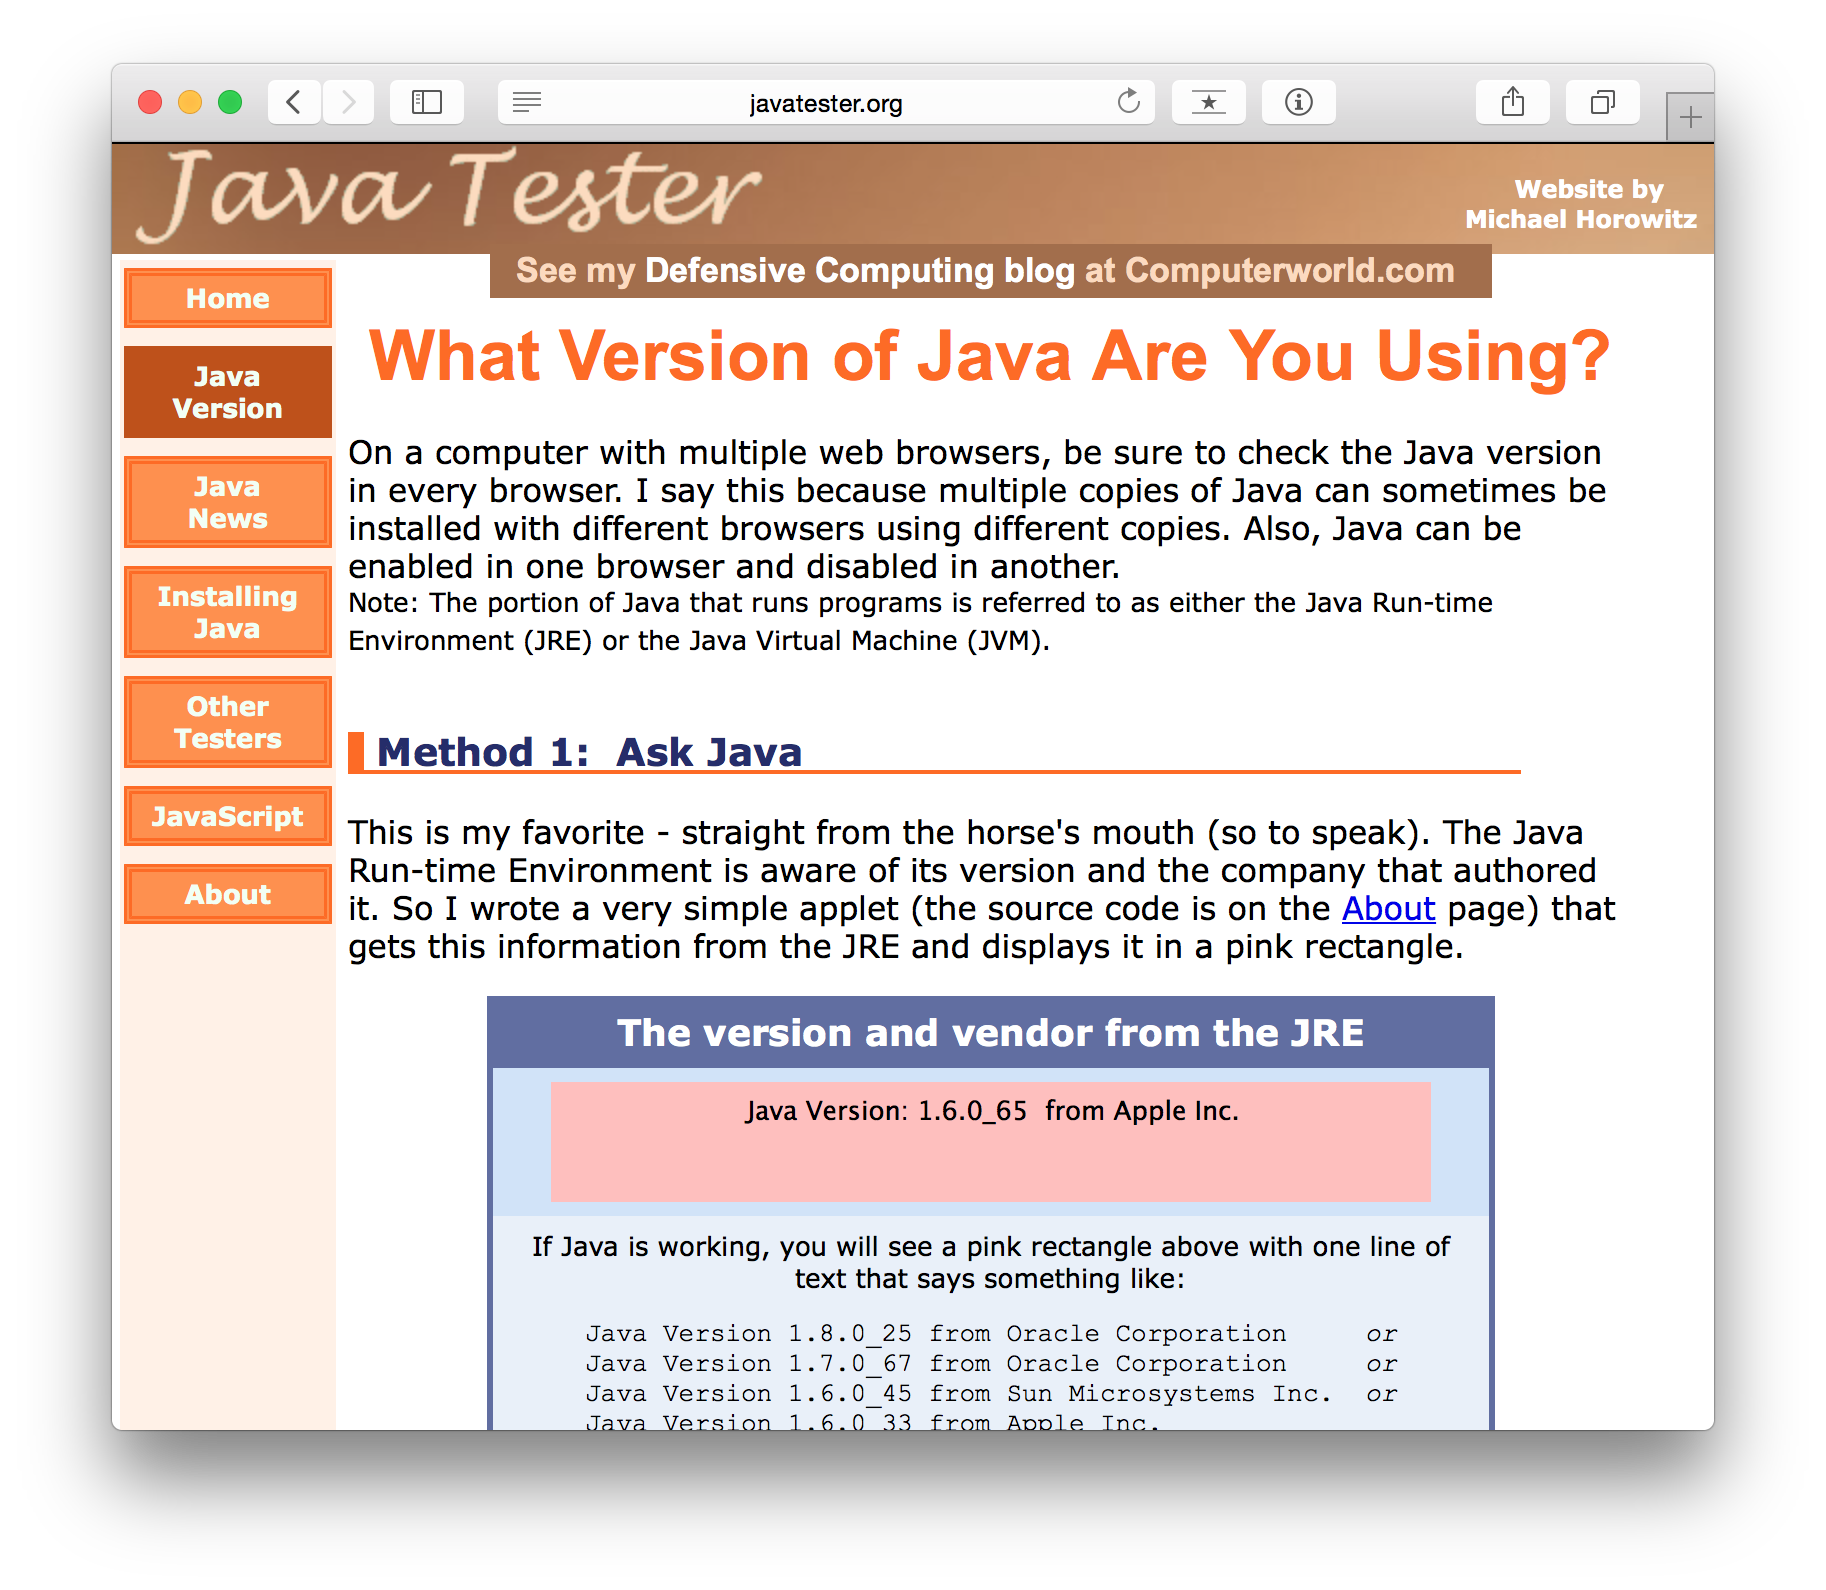 javatester.org
Java Tester
Website by
Michael Horowitz
See my Defensive Computing blog at Computerworld.com
Home
Java
Version
Java
News
Installing
Java
Other
Testers
JavaScript
About
What Version of Java Are You Using?
On a computer with multiple web browsers, be sure to check the Java version
in every browser. I say this because multiple copies of Java can sometimes be
installed with different browsers using different copies. Also, Java can be
enabled in one browser and disabled in another.
Note: The portion of Java that runs programs is referred to as either the Java Run-time
Environment (JRE) or the Java Virtual Machine (JVM).
Method 1:  Ask Java
This is my favorite - straight from the horse's mouth (so to speak). The Java
Run-time Environment is aware of its version and the company that authored
it. So I wrote a very simple applet (the source code is on the About page) that
gets this information from the JRE and displays it in a pink rectangle.
The version and vendor from the JRE
Java Version: 1.6.0_65  from Apple Inc.
If Java is working, you will see a pink rectangle above with one line of
text that says something like:
Java Version 1.8.0_25 from Oracle Corporation or
Java Version 1.7.0_67 from Oracle Corporation or
Java Version 1.6.0_45 from Sun Microsystems Inc. or
Java Version 1.6.0_33 from Apple Inc.